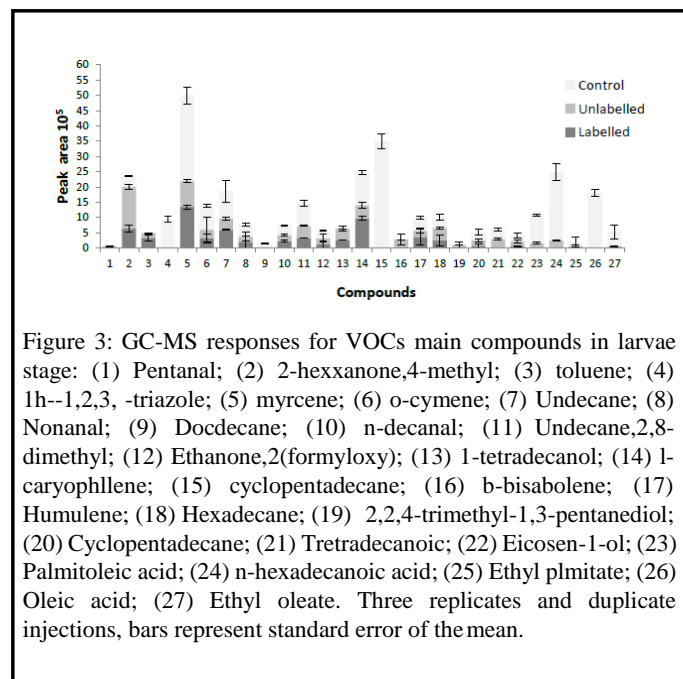 60
55
50
45
40
35
30
25
20
15
10
5
0
Peak area 10⁵
Control
Unlabelled
Labelled
1 2 3 4 5 6 7 8 9 10 11 12 13 14 15 16 17 18 19 20 21 22 23 24 25 26 27
Compounds
Figure 3: GC-MS responses for VOCs main compounds in larvae
stage: (1) Pentanal; (2) 2-hexxanone,4-methyl; (3) toluene; (4)
1h--1,2,3, -triazole; (5) myrcene; (6) o-cymene; (7) Undecane; (8)
Nonanal; (9) Docdecane; (10) n-decanal; (11) Undecane,2,8-
dimethyl; (12) Ethanone,2(formyloxy); (13) 1-tetradecanol; (14) l-
caryophllene; (15) cyclopentadecane; (16) b-bisabolene; (17)
Humulene; (18) Hexadecane; (19) 2,2,4-trimethyl-1,3-pentanediol;
(20) Cyclopentadecane; (21) Tretradecanoic; (22) Eicosen-1-ol; (23)
Palmitoleic acid; (24) n-hexadecanoic acid; (25) Ethyl plmitate; (26)
Oleic acid; (27) Ethyl oleate. Three replicates and duplicate
injections, bars represent standard error of the mean.